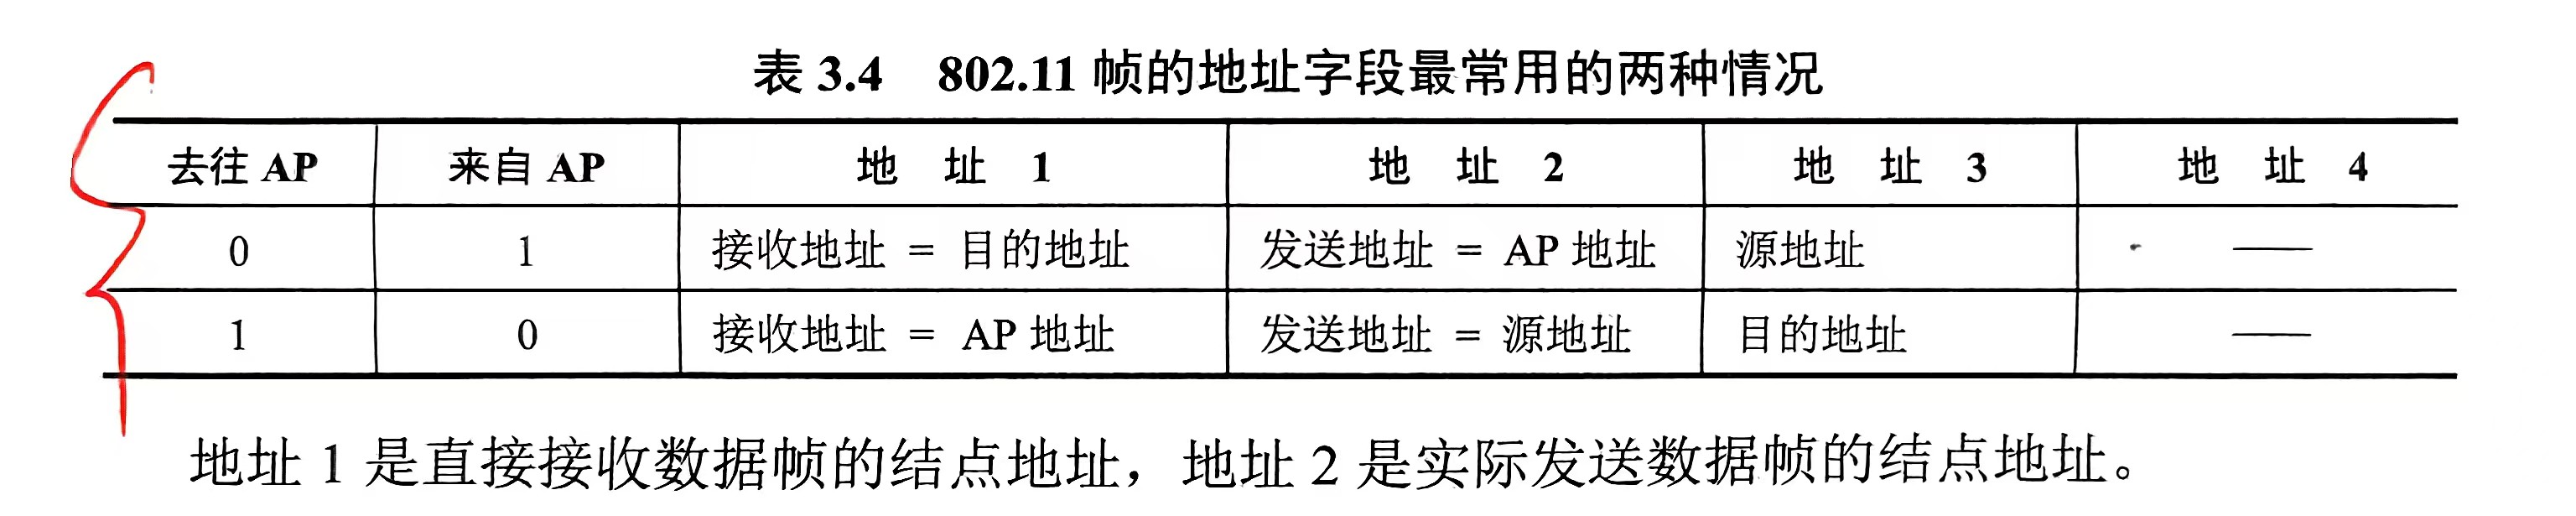 表 3.4 802.11 帧的地址字段最常用的两种情况
去往 AP 来自 AP 地 址 1 地 址 2 地 址 3 地 址 4
0 1 接收地址 = 目的地址 发送地址 = AP 地址 源地址 ——
1 0 接收地址 = AP 地址 发送地址 = 源地址 目的地址 ——
地址 1 是直接接收数据帧的结点地址，地址 2 是实际发送数据帧的结点地址。